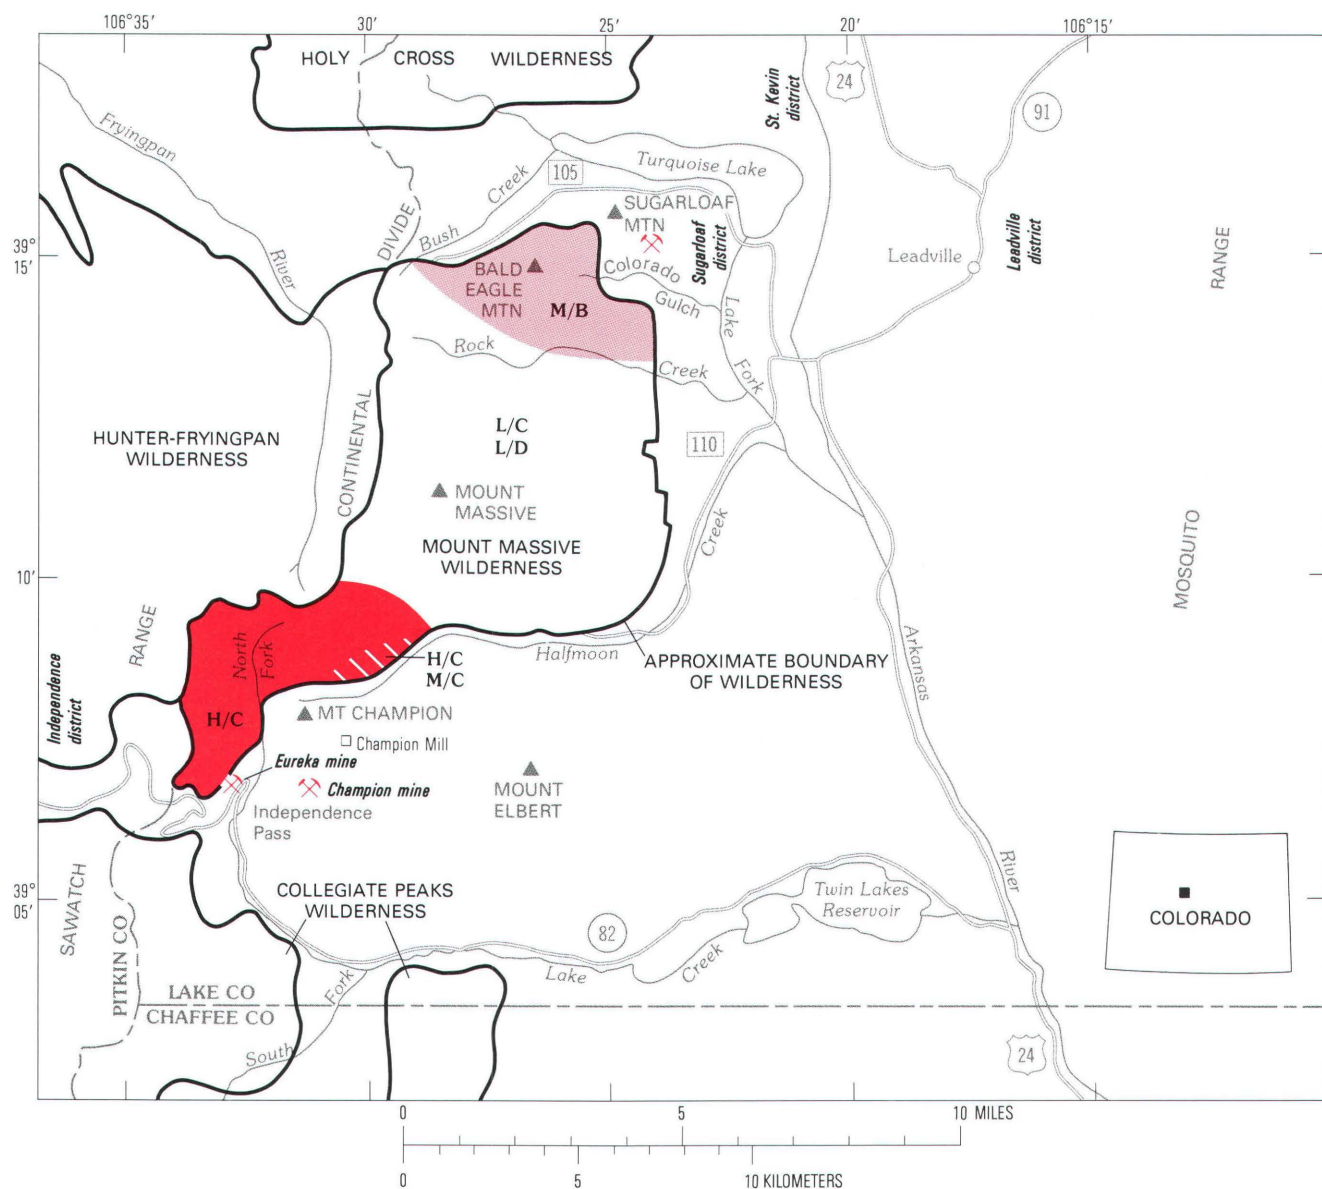 106°35'
30'
25'
20'
106°15'
HOLY CROSS WILDERNESS
24
91
St. Kevin
district
Fryingpan
River
Turquoise Lake
105
Bush Creek
SUGARLOAF
MTN
Sugarloaf
district
39°
15'
DIVIDE
CONTINENTAL
Leadville
Leadville
district
RANGE
MOSQUITO
BALD
EAGLE
MTN
M/B
Colorado
Gulch
Lake
Fork
Rock
Creek
HUNTER-FRYINGPAN
WILDERNESS
L/C
L/D
110
MOUNT
MASSIVE
MOUNT MASSIVE
WILDERNESS
Creek
Halfmoon
10'
RANGE
North
Fork
H/C
M/C
APPROXIMATE BOUNDARY
OF WILDERNESS
Arkansas
River
Independence
district
H/C
MT CHAMPION
Champion Mill
Eureka mine
Champion mine
MOUNT
ELBERT
Independence
Pass
39°
05'
SAWATCH
COLLEGIATE PEAKS
WILDERNESS
Twin Lakes
Reservoir
COLORADO
82
Lake
Creek
PITKIN CO
LAKE CO
CHAFFEE CO
Fork
South
24
0
5
10 MILES
0
5
10 KILOMETERS